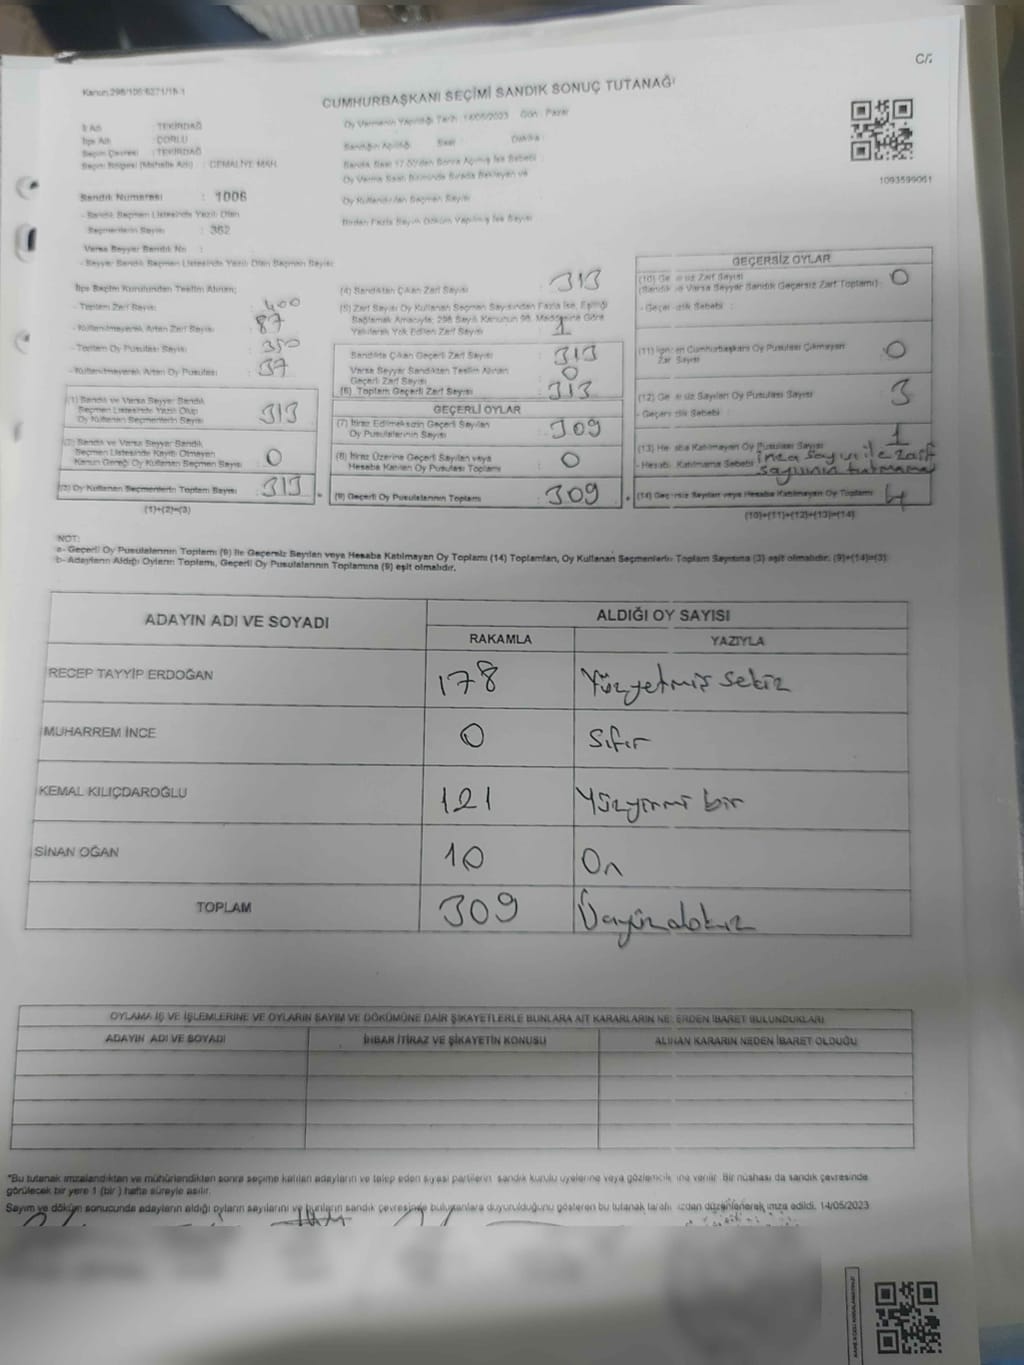 C/2
Kanun 298/106 6271/18-1
CUMHURBAŞKANI SEÇİMİ SANDIK SONUÇ TUTANAĞI
İl Adı : TEKİRDAĞ
İlçe Adı : ÇORLU
Seçim Çevresi : TEKİRDAĞ
Seçim Bölgesi (Mahalle Adı) : CEMALİYE MAH.
Oy Vermenin Yapıldığı Tarih : 14/05/2023 Gün : Pazar
Sandığın Açıldığı Saat : Dakika :
Sandık Saat 17.00'den Sonra Açılmış İse Sebebi :
Oy Verme Saati Bitiminde Sırada Bekleyen ve
Oy Kullandırılan Seçmen Sayısı
Birden Fazla Sayım Döküm Yapılmış İse Sayısı
1093599061
Sandık Numarası : 1006
- Sandık Seçmen Listesinde Yazılı Olan
Seçmenlerin Sayısı : 362
Varsa Seyyar Sandık No :
- Seyyar Sandık Seçmen Listesinde Yazılı Olan Seçmen Sayısı
İlçe Seçim Kurulundan Teslim Alınan;
- Toplam Zarf Sayısı : 400
- Kullanılmayarak Artan Zarf Sayısı : 87
- Toplam Oy Pusulası Sayısı : 350
- Kullanılmayarak Artan Oy Pusulası : 37
(1) Sandık ve Varsa Seyyar Sandık
Seçmen Listesinde Yazılı Olup
Oy Kullanan Seçmenlerin Sayısı : 313
(2) Sandık ve Varsa Seyyar Sandık
Seçmen Listesinde Kayıtlı Olmayan
Kanun Gereği Oy Kullanan Seçmen Sayısı : 0
(3) Oy Kullanan Seçmenlerin Toplam Sayısı : 313
(1)+(2)=(3)
(4) Sandıktan Çıkan Zarf Sayısı : 313
(5) Zarf Sayısı Oy Kullanan Seçmen Sayısından Fazla İse, Eşitliği
Sağlamak Amacıyla; 298 Sayılı Kanunun 98. Maddesine Göre
Yakılarak Yok Edilen Zarf Sayısı : 1
Sandıkta Çıkan Geçerli Zarf Sayısı : 313
Varsa Seyyar Sandıktan Teslim Alınan
Geçerli Zarf Sayısı : 0
(6) Toplam Geçerli Zarf Sayısı : 313
GEÇERLİ OYLAR
(7) İtiraz Edilmeksizin Geçerli Sayılan
Oy Pusulalarının Sayısı : 309
(8) İtiraz Üzerine Geçerli Sayılan veya
Hesaba Katılan Oy Pusulası Toplamı : 0
(9) Geçerli Oy Pusulalarının Toplamı : 309
GEÇERSİZ OYLAR
(10) Geçersiz Zarf Sayısı
(Sandık ve Varsa Seyyar Sandık Geçersiz Zarf Toplamı) : 0
- Geçersizlik Sebebi :
(11) İçinden Cumhurbaşkanı Oy Pusulası Çıkmayan
Zarf Sayısı : 0
(12) Geçersiz Sayılan Oy Pusulası Sayısı : 3
- Geçersizlik Sebebi :
(13) Hesaba Katılmayan Oy Pusulası Sayısı : 1
- Hesaba Katılmama Sebebi : imza sayısı ile zarf
sayısının tutmaması
(14) Geçersiz Sayılan veya Hesaba Katılmayan Oy Toplamı : 4
(10)+(11)+(12)+(13)=(14)
NOT:
a- Geçerli Oy Pusulalarının Toplamı (9) ile Geçersiz Sayılan veya Hesaba Katılmayan Oy Toplamı (14) Toplamları, Oy Kullanan Seçmenlerin Toplam Sayısına (3) eşit olmalıdır. (9)+(14)=(3)
b- Adayların Aldığı Oyların Toplamı, Geçerli Oy Pusulalarının Toplamına (9) eşit olmalıdır.
ADAYIN ADI VE SOYADI ALDIĞI OY SAYISI
RAKAMLA YAZIYLA
RECEP TAYYİP ERDOĞAN 178 Yüzyetmiş sekiz
MUHARREM İNCE 0 Sıfır
KEMAL KILIÇDAROĞLU 121 Yüzyirmi bir
SİNAN OĞAN 10 On
TOPLAM 309 Üçyüzdokuz
OYLAMA İŞ VE İŞLEMLERİNE VE OYLARIN SAYIM VE DÖKÜMÜNE DAİR ŞİKAYETLERLE BUNLARA AİT KARARLARIN NELERDEN İBARET BULUNDUKLARI
ADAYIN ADI VE SOYADI İHBAR İTİRAZ VE ŞİKAYETİN KONUSU ALINAN KARARIN NEDEN İBARET OLDUĞU
*Bu tutanak imzalandıktan ve mühürlendikten sonra seçime katılan adayların ve talep eden siyasi partilerin sandık kurulu üyelerine veya gözlemcilerine verilir. Bir nüshası da sandık çevresinde
görülecek bir yere 1 (bir) hafta süreyle asılır.
Sayım ve döküm sonucunda adayların aldığı oyların sayılarını ve bunların sandık çevresinde bulunanlara duyurulduğunu gösteren bu tutanak tarafımızdan düzenlenerek imza edildi. 14/05/2023